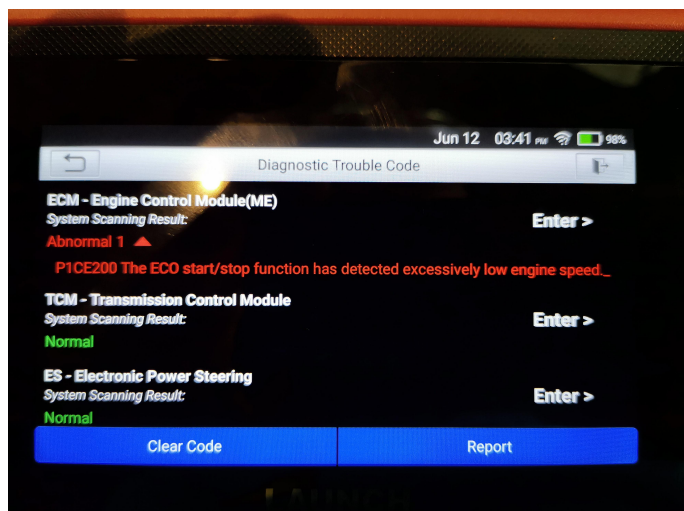 Jun 12 03:41 PM 98%
Diagnostic Trouble Code
ECM - Engine Control Module(ME)
System Scanning Result:
Enter >
Abnormal 1
P1CE200 The ECO start/stop function has detected excessively low engine speed._
TCM - Transmission Control Module
System Scanning Result:
Enter >
Normal
ES - Electronic Power Steering
System Scanning Result:
Enter >
Normal
Clear Code Report
LAUNCH